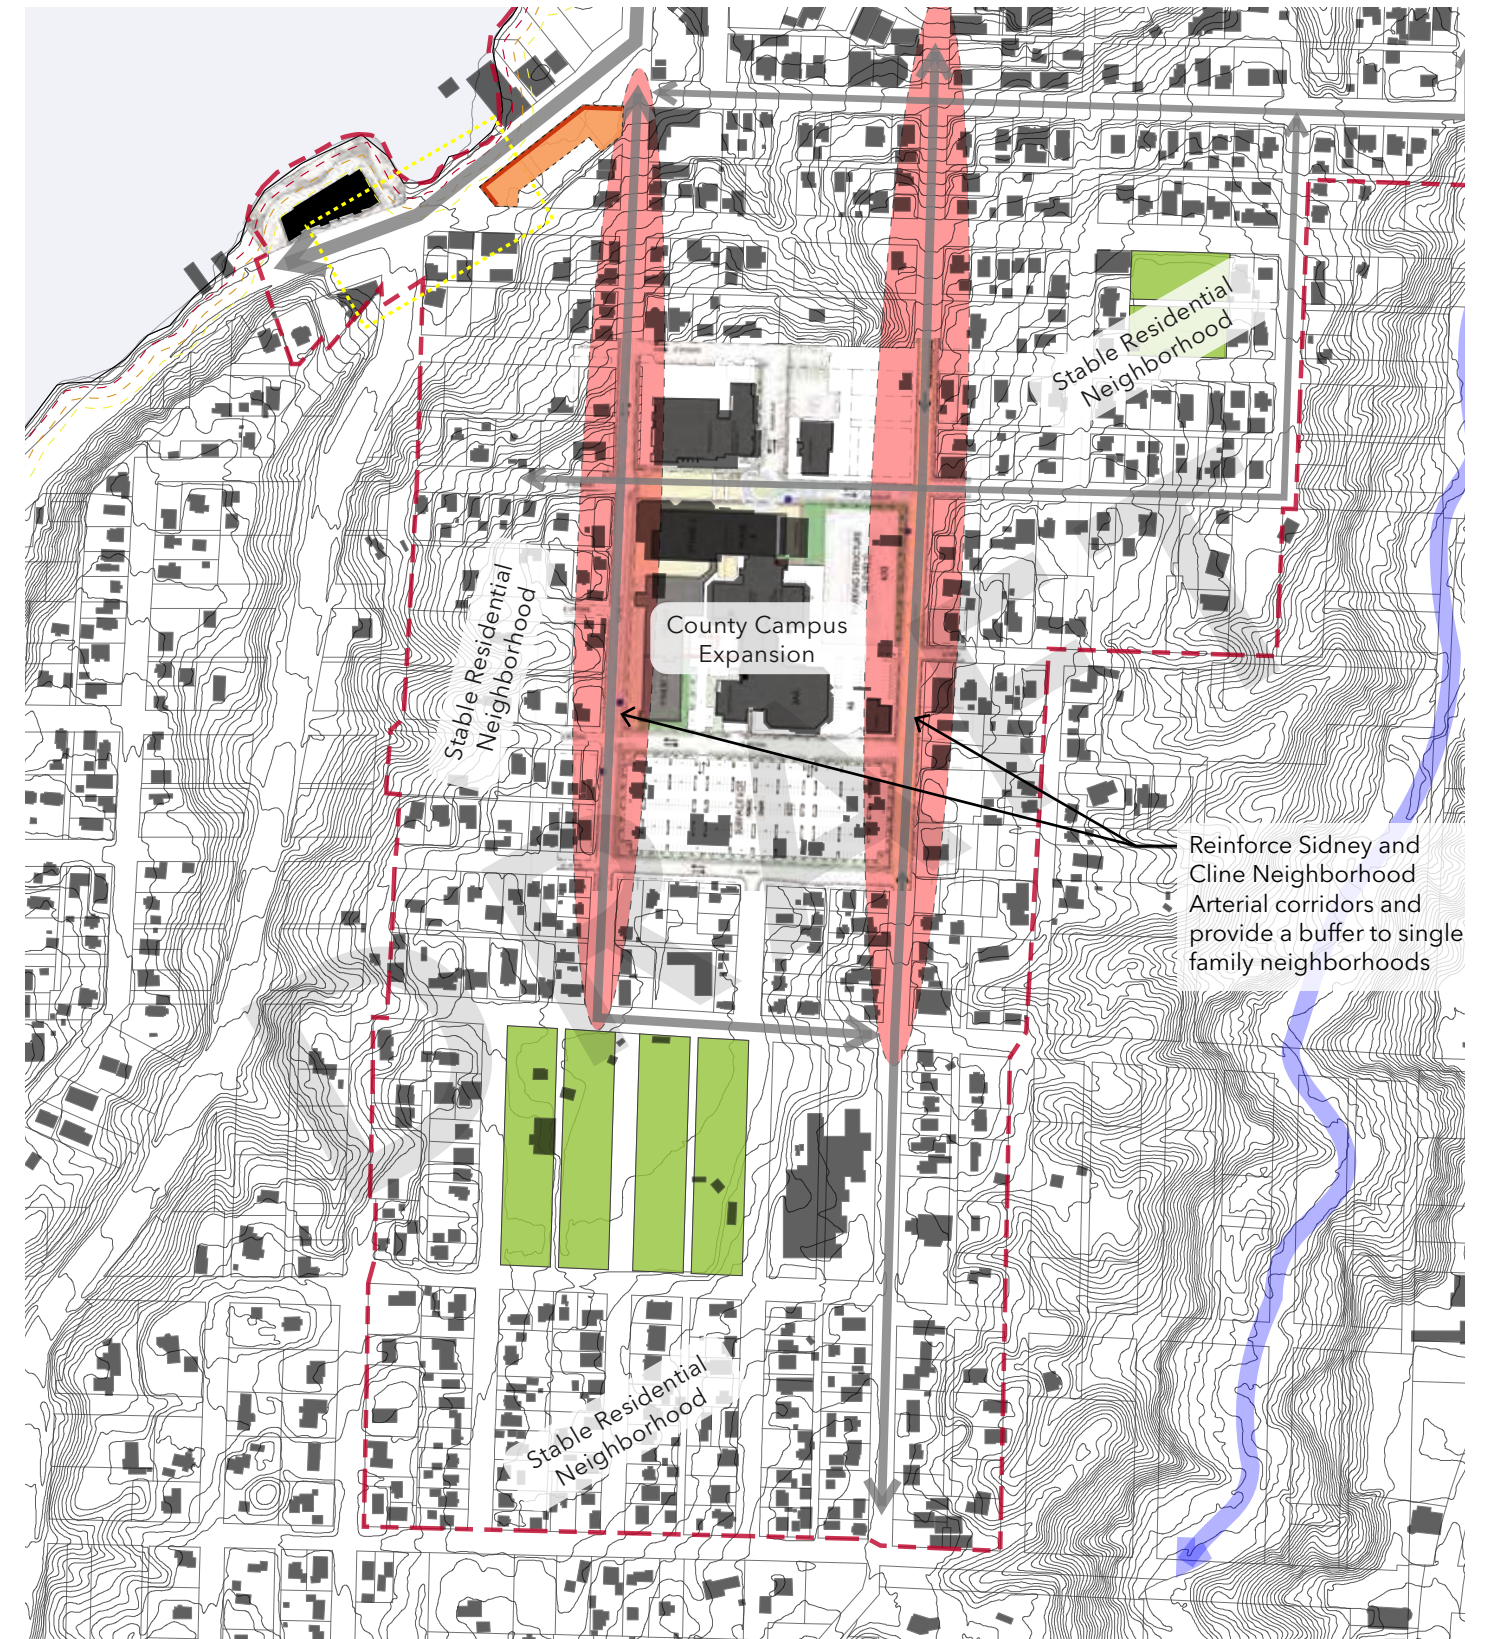 Stable Residential
Neighborhood
Stable Residential
Neighborhood
County Campus
Expansion
Reinforce Sidney and
Cline Neighborhood
Arterial corridors and
provide a buffer to single
family neighborhoods
Stable Residential
Neighborhood
DRAFT